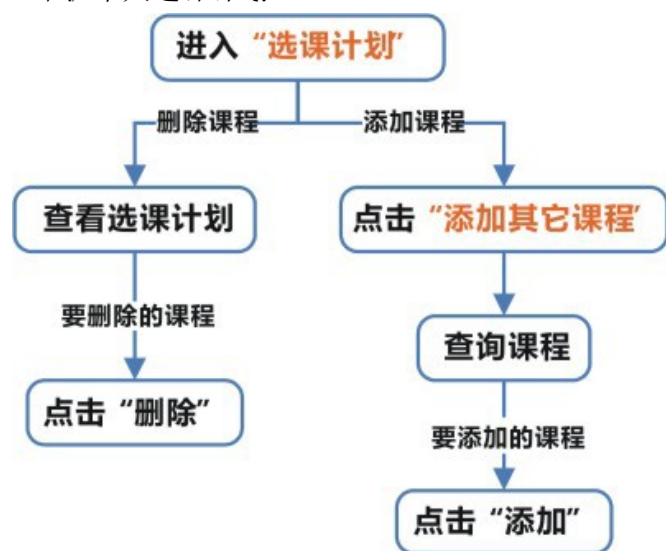 进入“选课计划”
删除课程
添加课程
查看选课计划
点击“添加其它课程”
要删除的课程
查询课程
点击“删除”
要添加的课程
点击“添加”